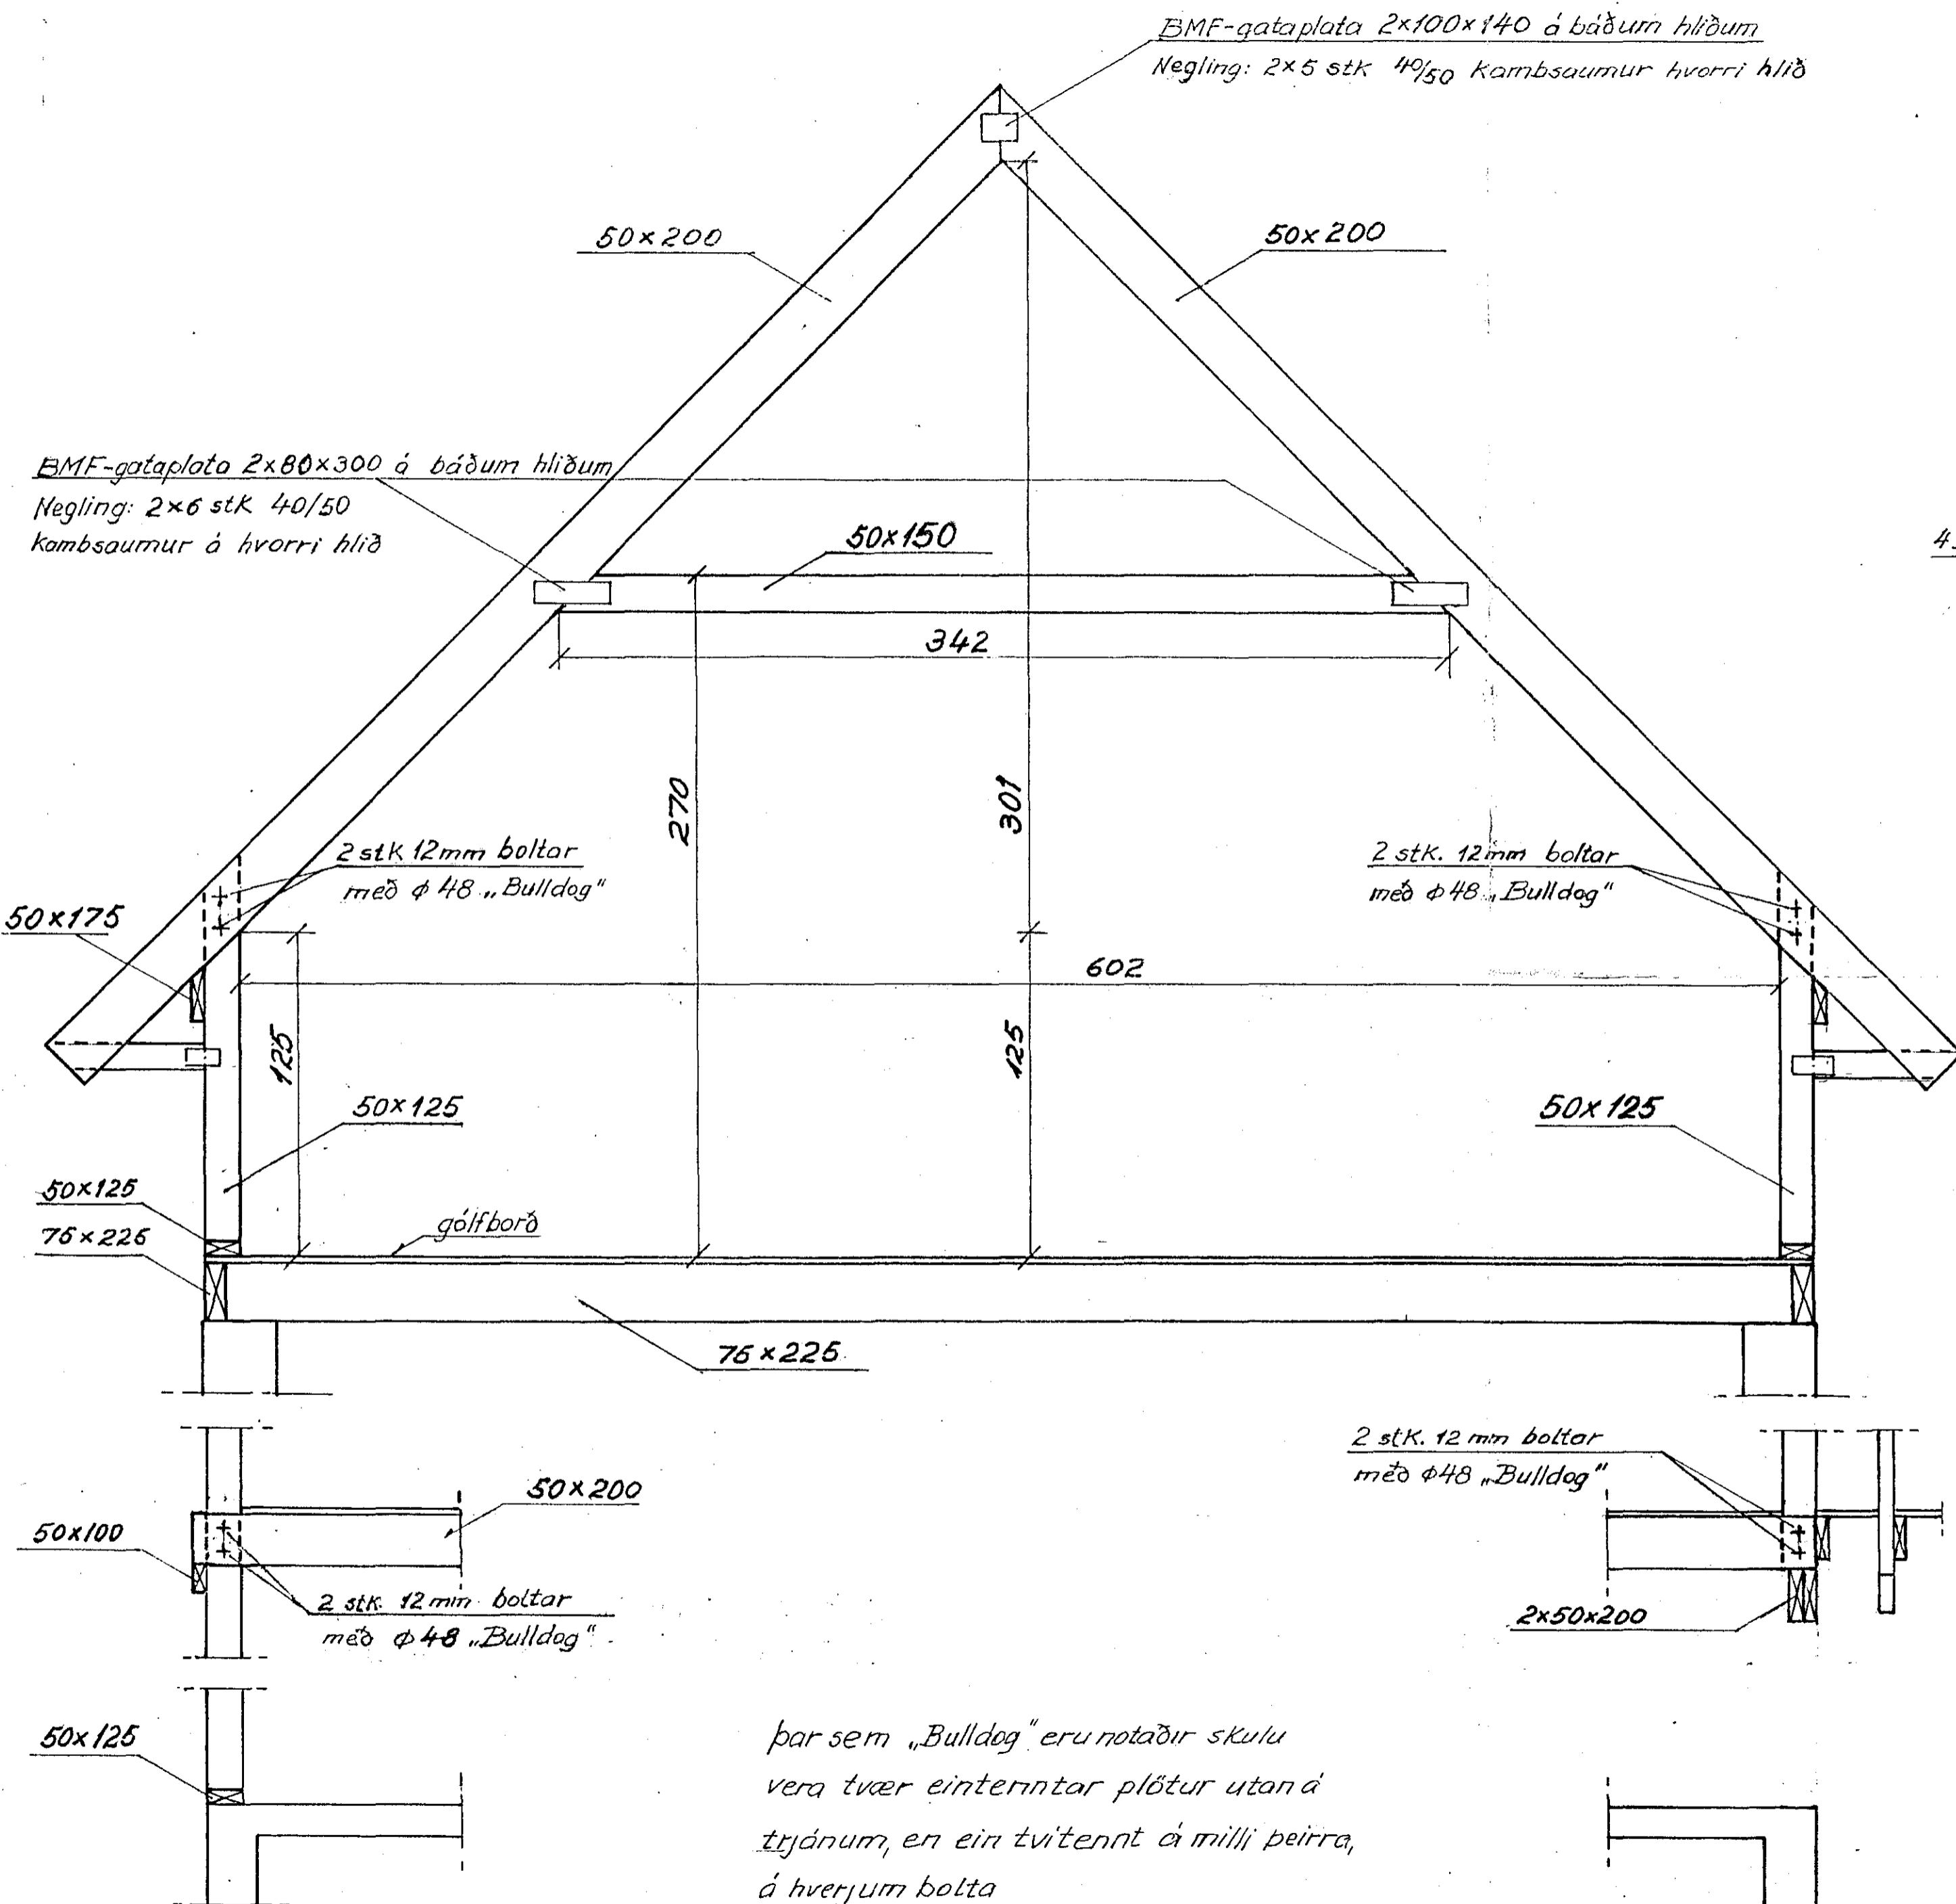 BMF-gataplata 2×100×140 á báðum hliðum
Negling: 2×5 stk 40/50 kambsaumur hvorri hlið
50×200
50×200
BMF-gataplata 2×80×300 á báðum hliðum
Negling: 2×6 stk 40/50
kambsaumur á hvorri hlið
50×150
342
270
301
2 stk 12mm boltar
með φ 48 „Bulldog"
2 stk. 12mm boltar
með φ48 „Bulldog"
50×175
602
125
125
50×125
50×125
50×125
75×225
gólfborð
75×225
2 stk. 12 mm boltar
með φ48 „Bulldog"
50×200
50×100
2 stk. 12 mm boltar
með φ 48 „Bulldog"
2×50×200
50×125
þar sem „Bulldog" eru notaðir skulu
vera tvær eintenntar plötur utan á
trjánum, en ein tvítennt á milli þeirra,
á hverjum bolta